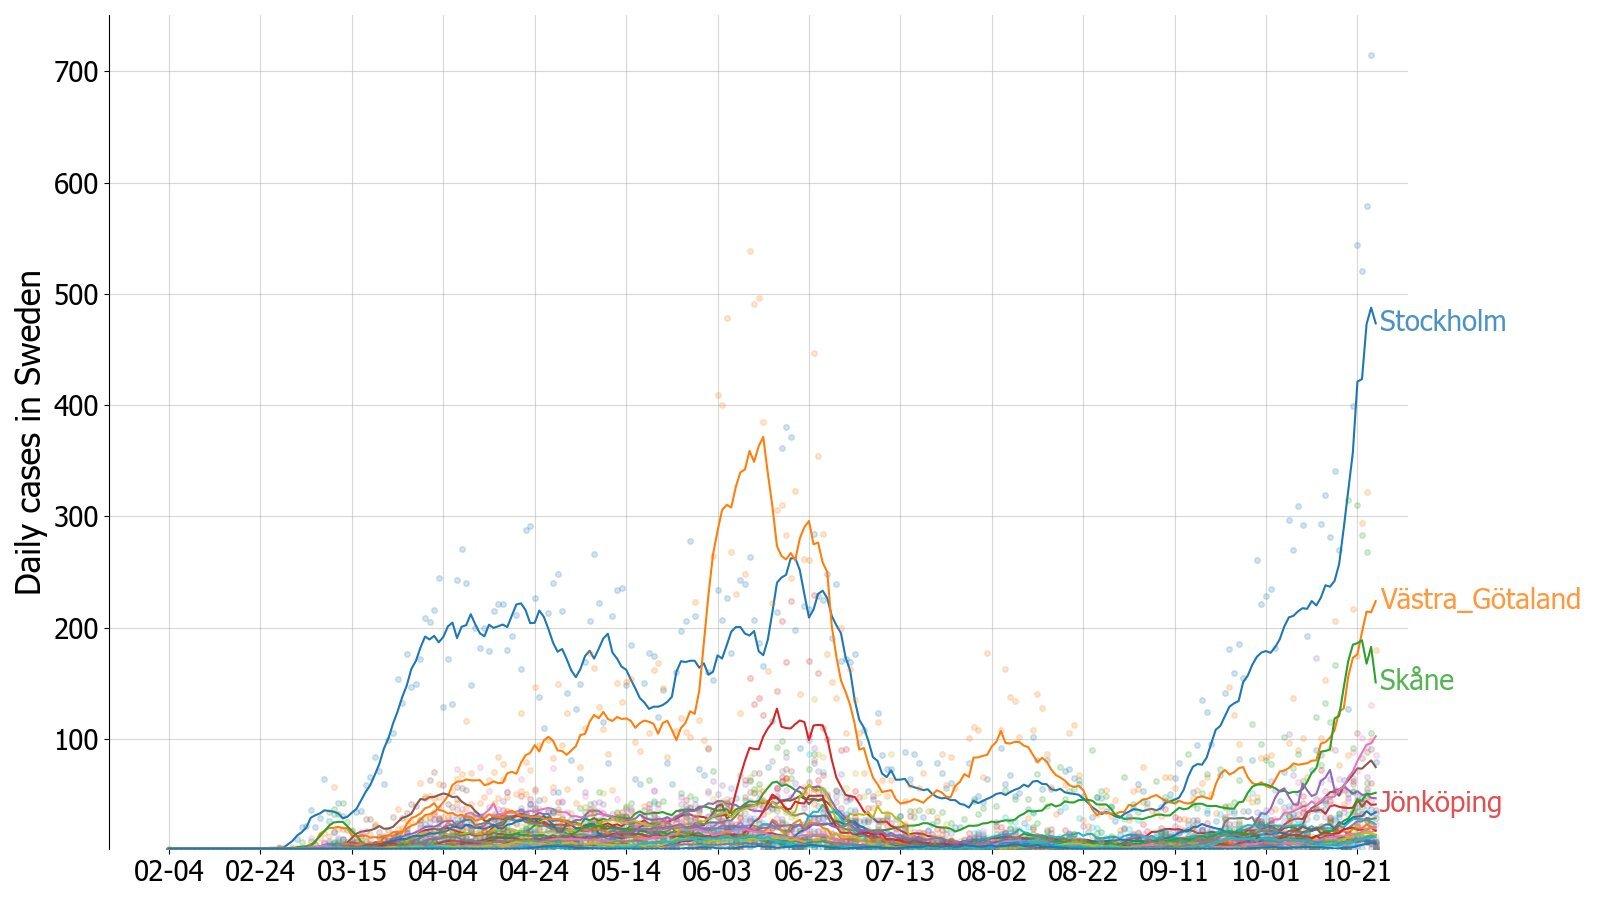 Daily cases in Sweden
700
600
500
400
300
200
100
Stockholm
Västra_Götaland
Skåne
Jönköping
02-04 02-24 03-15 04-04 04-24 05-14 06-03 06-23 07-13 08-02 08-22 09-11 10-01 10-21